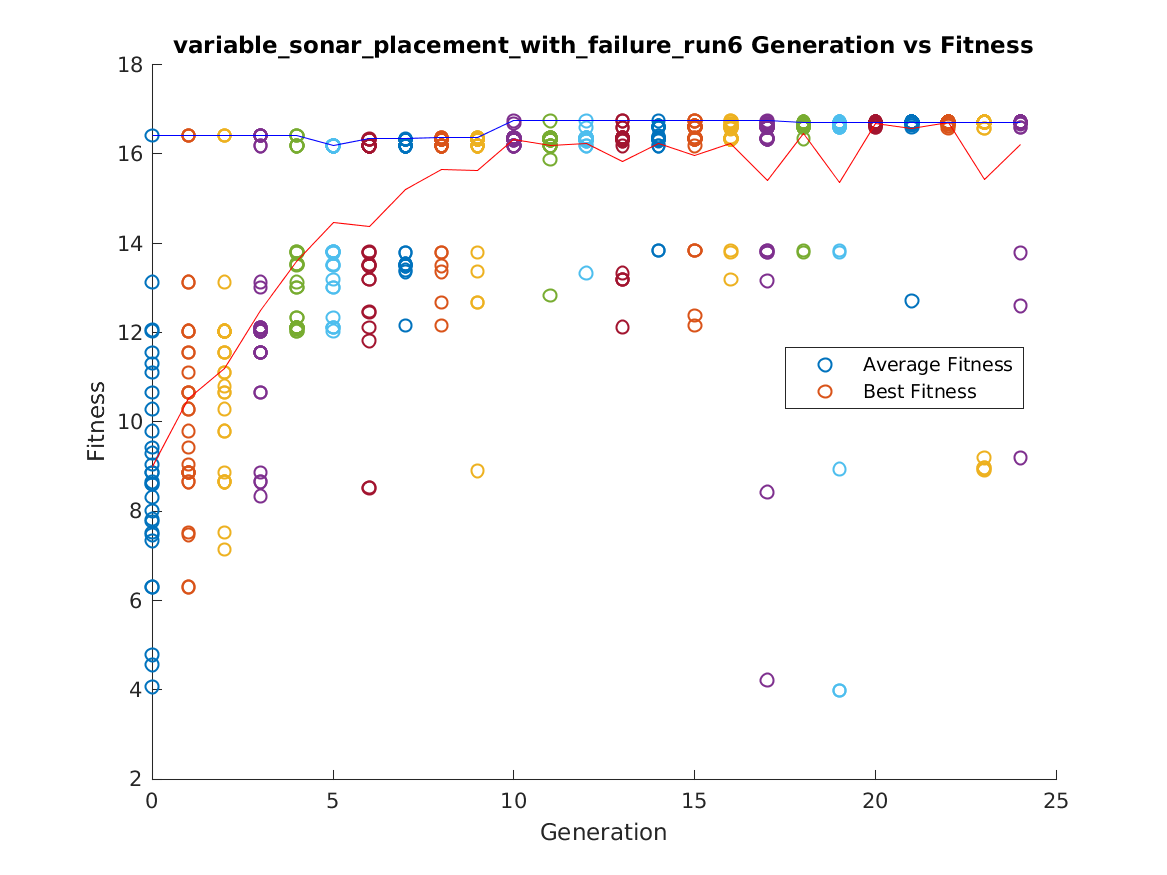 variable_sonar_placement_with_failure_run6 Generation vs Fitness
18
16
14
12
10
8
6
4
2
Fitness
Average Fitness
Best Fitness
0 5 10 15 20 25
Generation